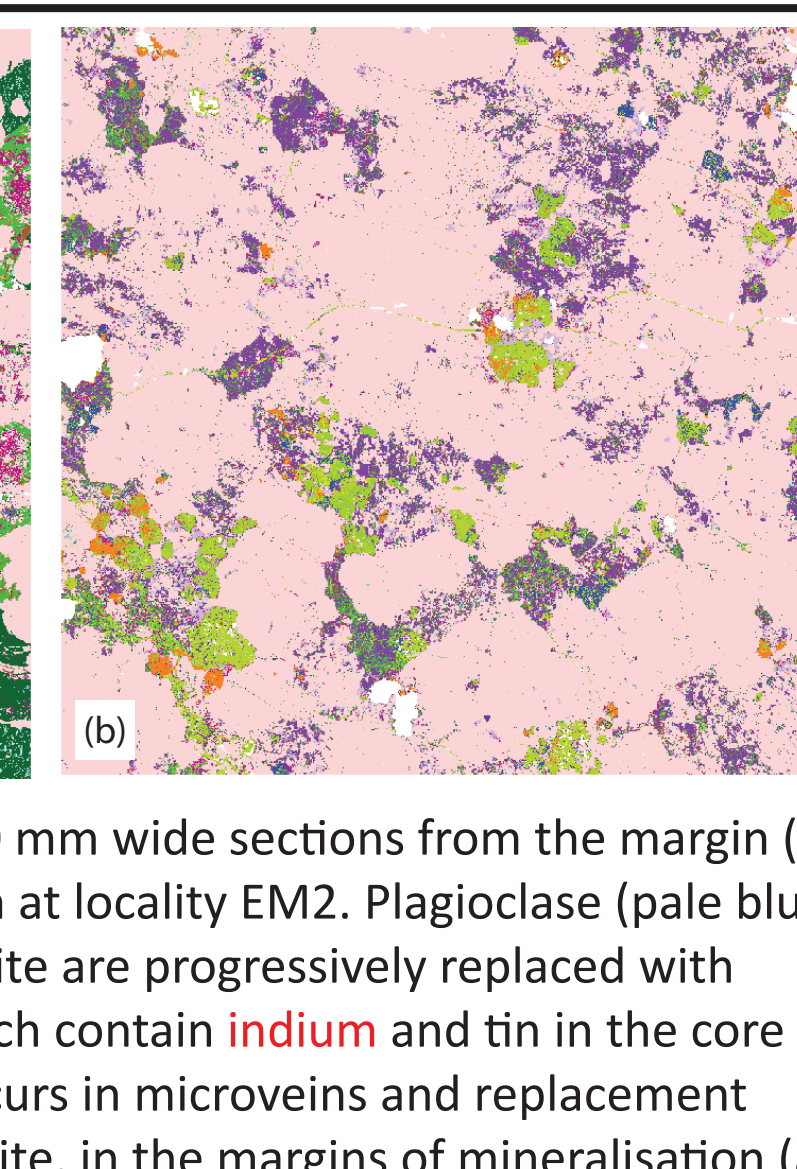 (b)
mm wide sections from the margin (
at locality EM2. Plagioclase (pale blu
ite are progressively replaced with
ch contain indium and tin in the core
curs in microveins and replacement
ite, in the margins of mineralisation (